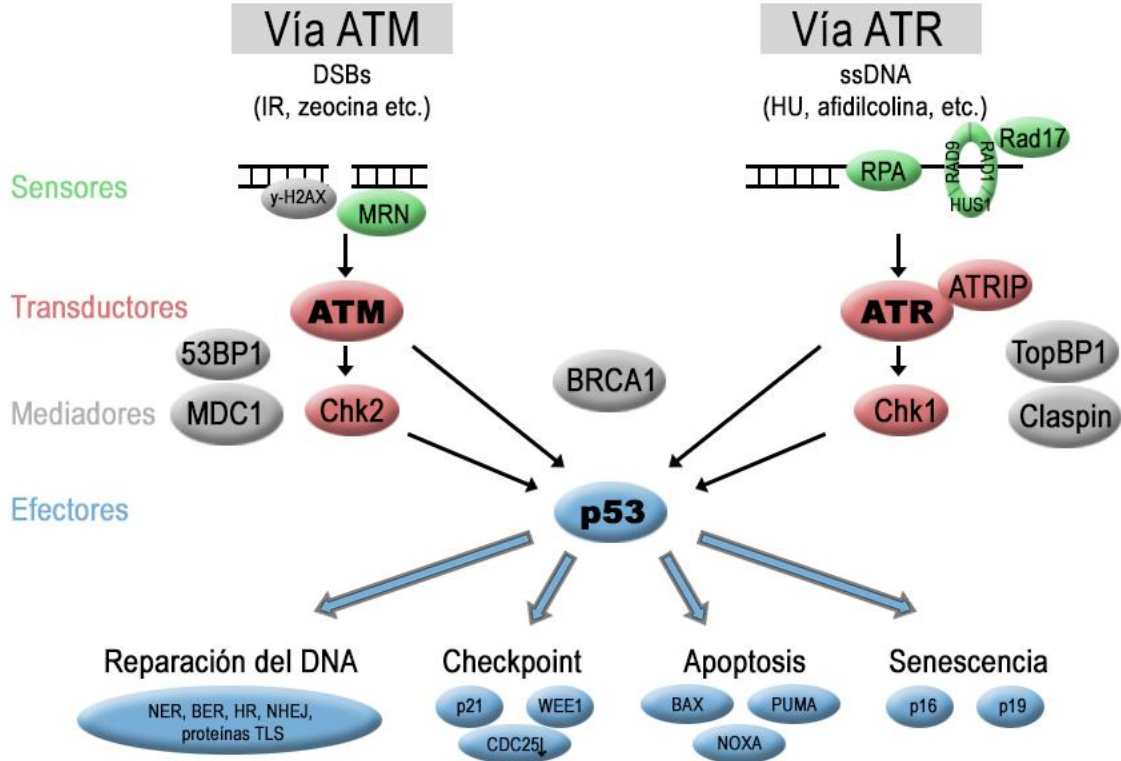 Vía ATM
DSBs
(IR, zeocina etc.)
Vía ATR
ssDNA
(HU, afidilcolina, etc.)
Sensores
y-H2AX
MRN
RPA
RAD9
RAD1
HUS1
Rad17
Transductores
ATM
ATR
ATRIP
53BP1
BRCA1
TopBP1
Mediadores
MDC1
Chk2
Chk1
Claspin
Efectores
p53
Reparación del DNA
NER, BER, HR, NHEJ,
proteínas TLS
Checkpoint
p21
WEE1
CDC25↓
Apoptosis
BAX
PUMA
NOXA
Senescencia
p16
p19